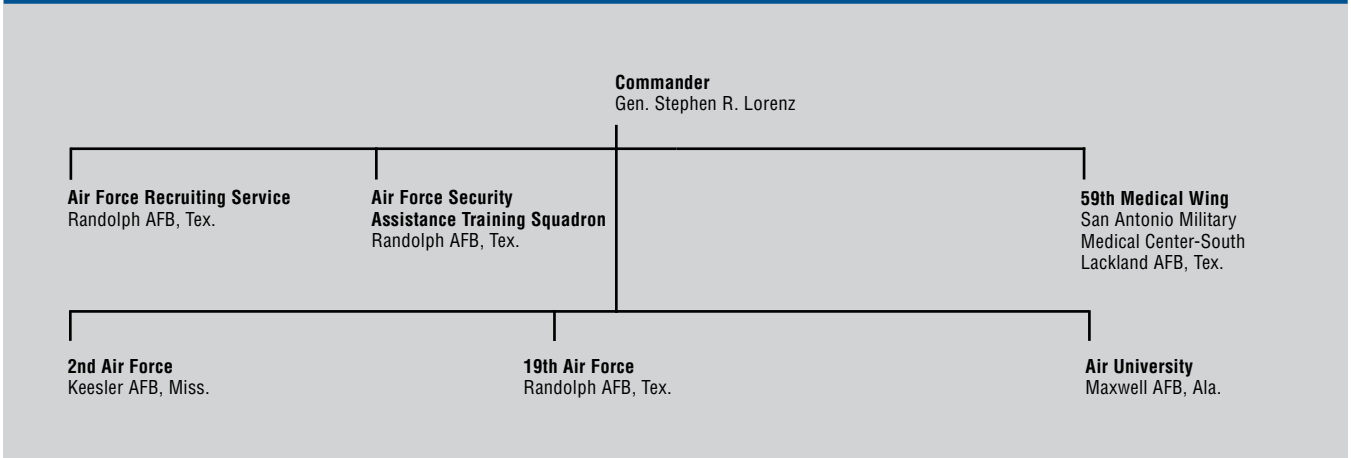 Commander
Gen. Stephen R. Lorenz
Air Force Recruiting Service
Randolph AFB, Tex.
Air Force Security
Assistance Training Squadron
Randolph AFB, Tex.
59th Medical Wing
San Antonio Military
Medical Center-South
Lackland AFB, Tex.
2nd Air Force
Keesler AFB, Miss.
19th Air Force
Randolph AFB, Tex.
Air University
Maxwell AFB, Ala.